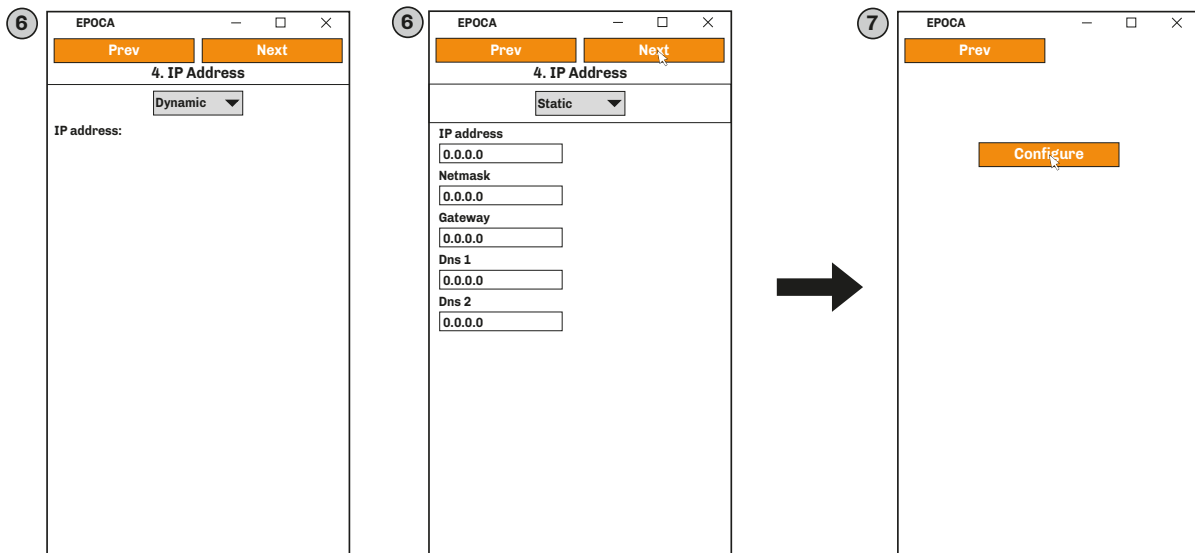 6
EPOCA
Prev
Next
4. IP Address
Dynamic
IP address:
6
EPOCA
Prev
Next
4. IP Address
Static
IP address
0.0.0.0
Netmask
0.0.0.0
Gateway
0.0.0.0
Dns 1
0.0.0.0
Dns 2
0.0.0.0
7
EPOCA
Prev
Configure